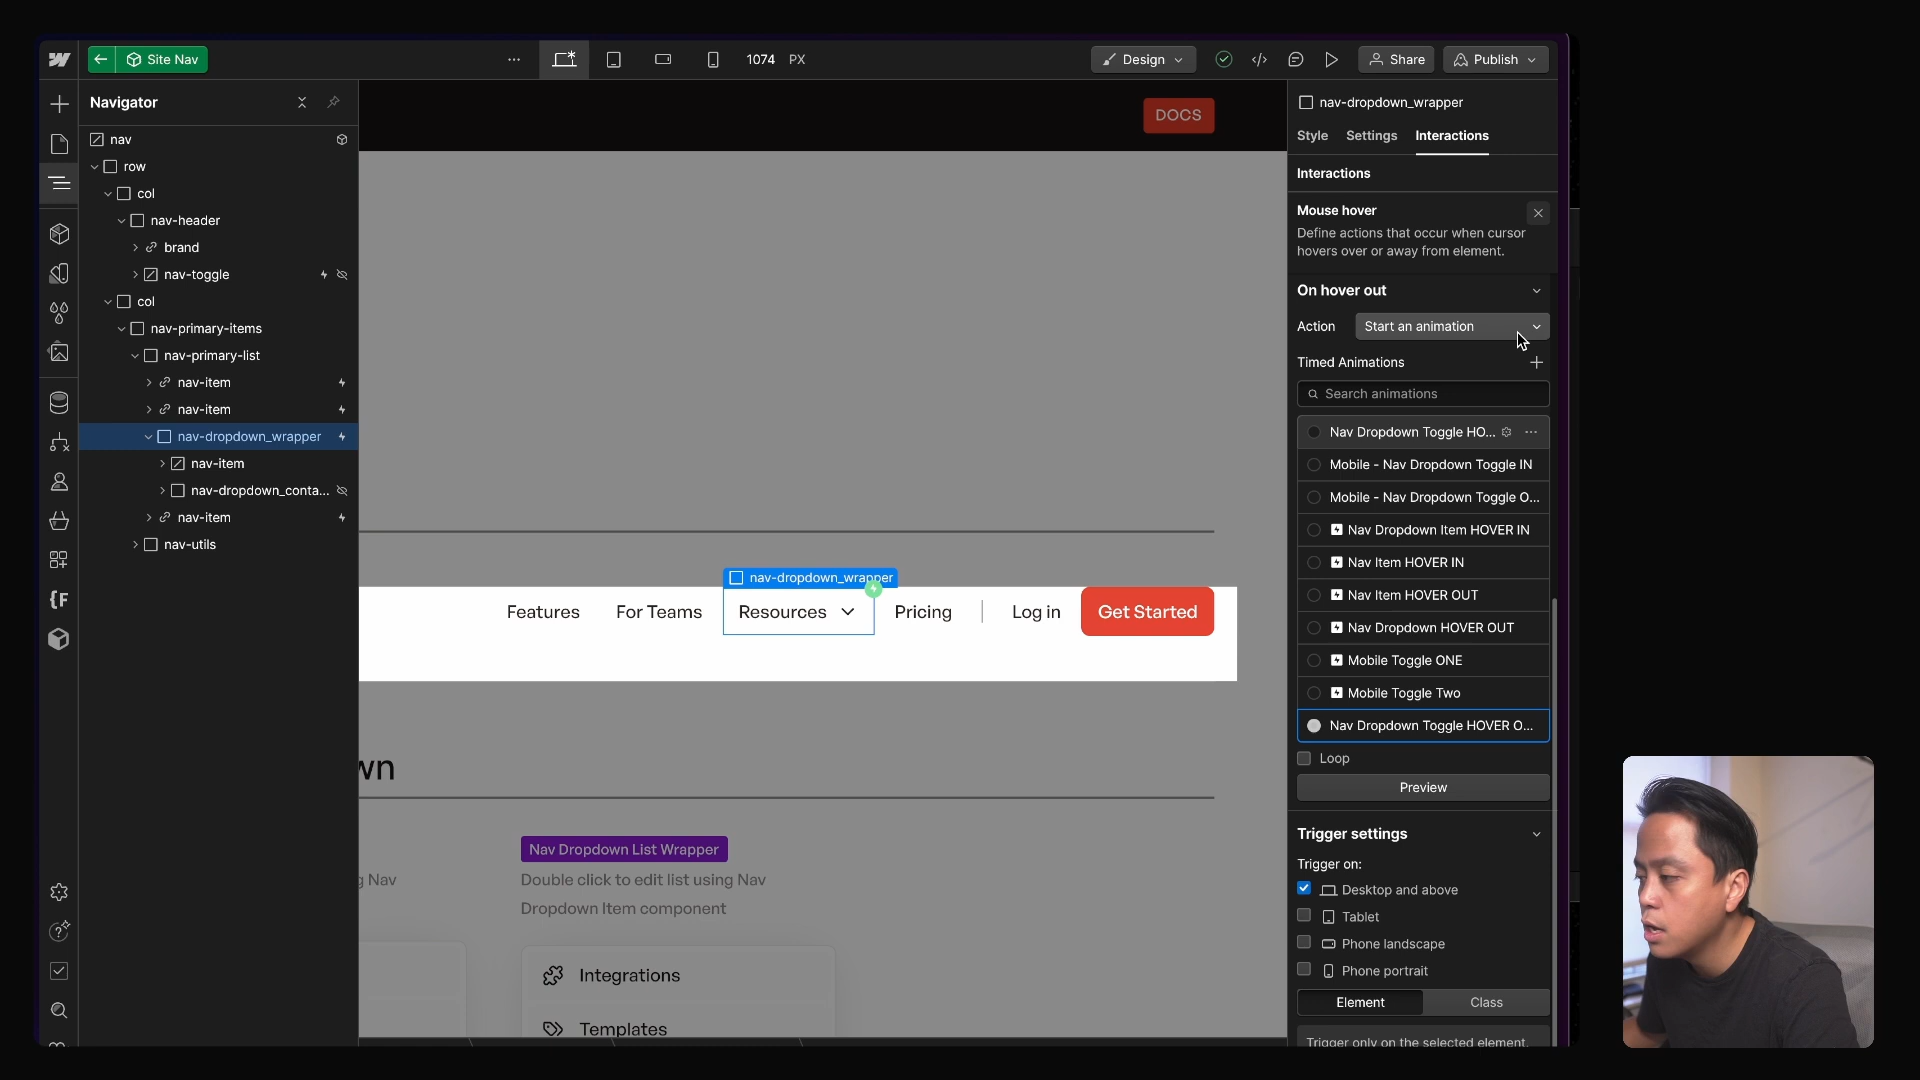 Site Nav
...
1074 PX
Design
Share
Publish
Navigator
nav
row
col
nav-header
brand
nav-toggle
col
nav-primary-items
nav-primary-list
nav-item
nav-item
nav-dropdown_wrapper
nav-item
nav-dropdown_conta...
nav-item
nav-utils
DOCS
nav-dropdown_wrapper
Features
For Teams
Resources
Pricing
Log in
Get Started
wn
g Nav
Nav Dropdown List Wrapper
Double click to edit list using Nav
Dropdown Item component
Integrations
Templates
nav-dropdown_wrapper
Style Settings Interactions
Interactions
Mouse hover
Define actions that occur when cursor
hovers over or away from element.
On hover out
Action Start an animation
Timed Animations
Search animations
Nav Dropdown Toggle HO...
Mobile - Nav Dropdown Toggle IN
Mobile - Nav Dropdown Toggle O...
Nav Dropdown Item HOVER IN
Nav Item HOVER IN
Nav Item HOVER OUT
Nav Dropdown HOVER OUT
Mobile Toggle ONE
Mobile Toggle Two
Nav Dropdown Toggle HOVER O...
Loop
Preview
Trigger settings
Trigger on:
Desktop and above
Tablet
Phone landscape
Phone portrait
Element Class
Trigger only on the selected element.